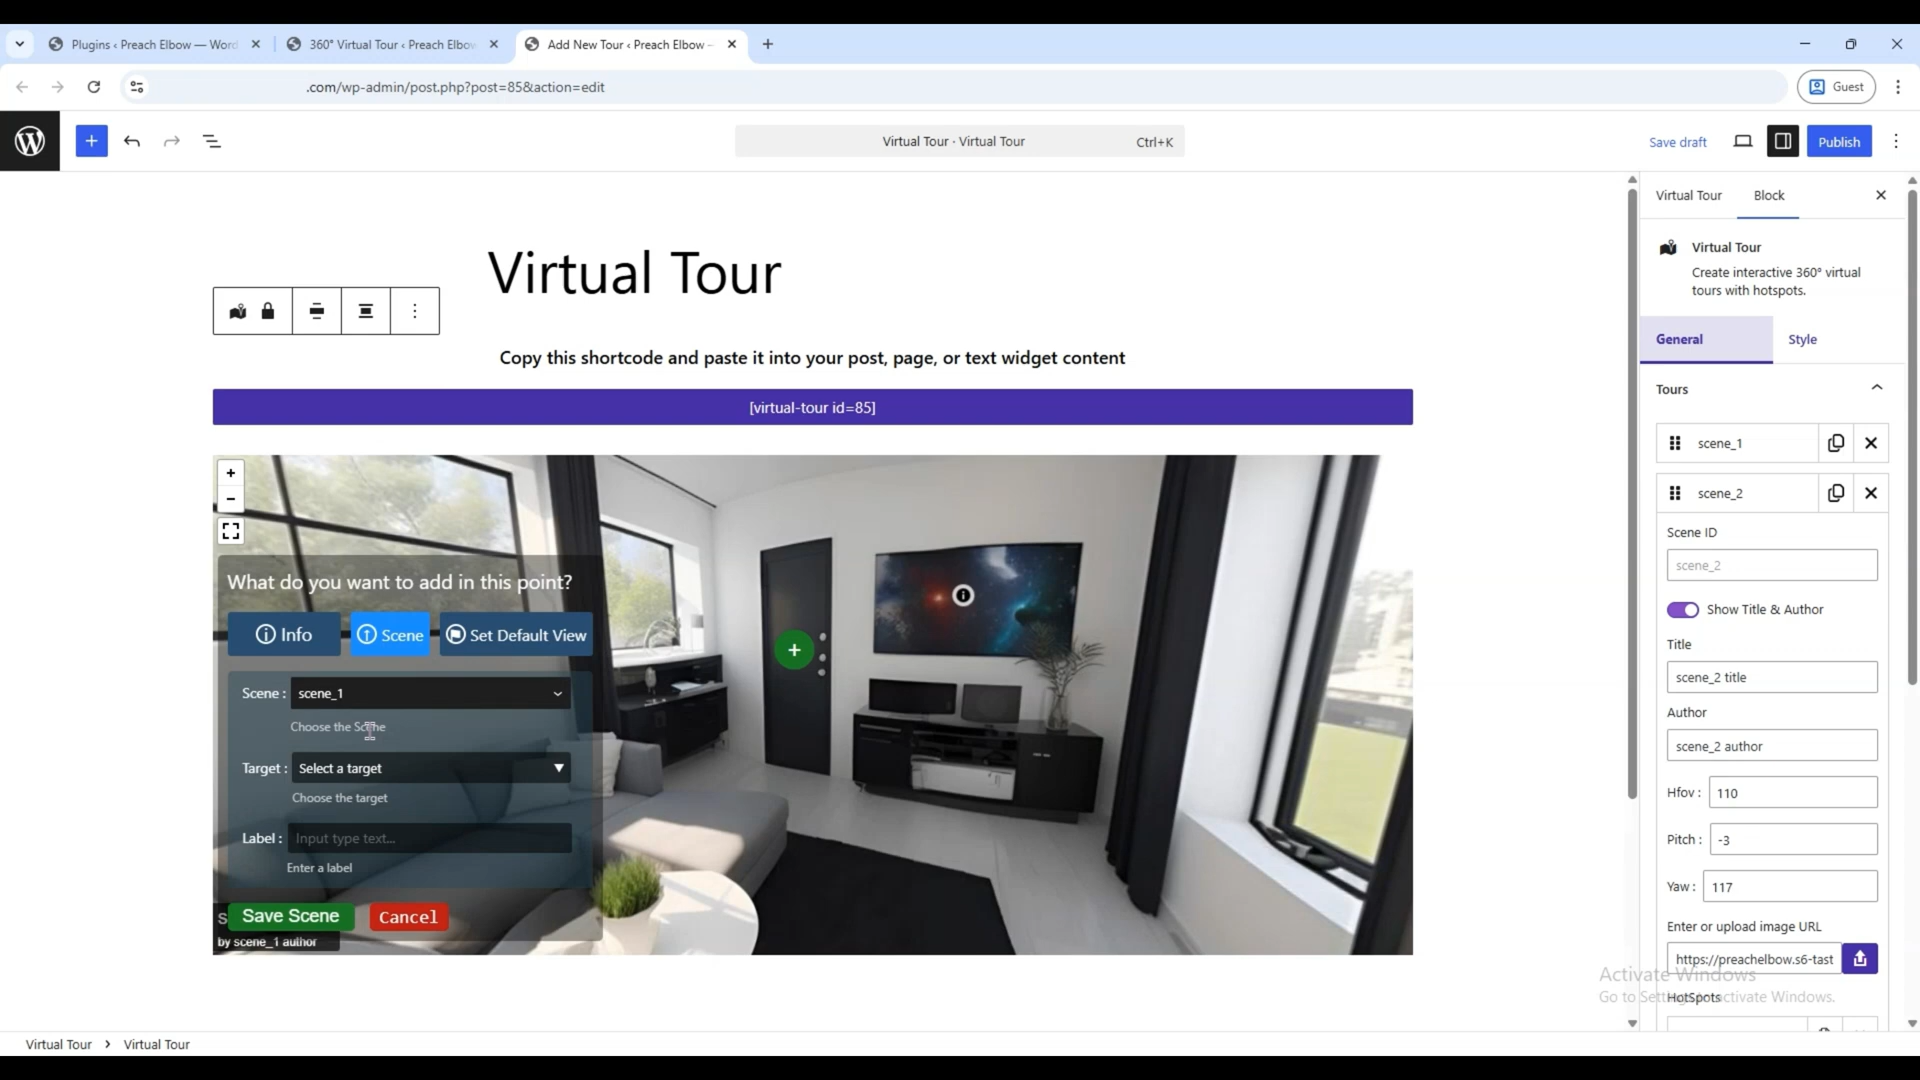 Plugins ‹ Preach Elbow — Word
360° Virtual Tour ‹ Preach Elbow
Add New Tour ‹ Preach Elbow –
.com/wp-admin/post.php?post=85&action=edit
Guest
Virtual Tour · Virtual Tour
Ctrl+K
Save draft
Publish
Virtual Tour
Block
Virtual Tour
Create interactive 360° virtual
tours with hotspots.
General
Style
Tours
scene_1
scene_2
Scene ID
scene_2
Show Title & Author
Title
scene_2 title
Author
scene_2 author
Hfov : 110
Pitch : -3
Yaw : 117
Enter or upload image URL
https://preachelbow.s6-tast
HotSpots
Virtual Tour
Copy this shortcode and paste it into your post, page, or text widget content
[virtual-tour id=85]
+
−
What do you want to add in this point?
Info
Scene
Set Default View
Scene : scene_1
Choose the Scene
Target : Select a target
Choose the target
Label : Input type text...
Enter a label
Save Scene
Cancel
by scene_1 author
Activate Windows
Go to Settings to activate Windows.
Virtual Tour › Virtual Tour